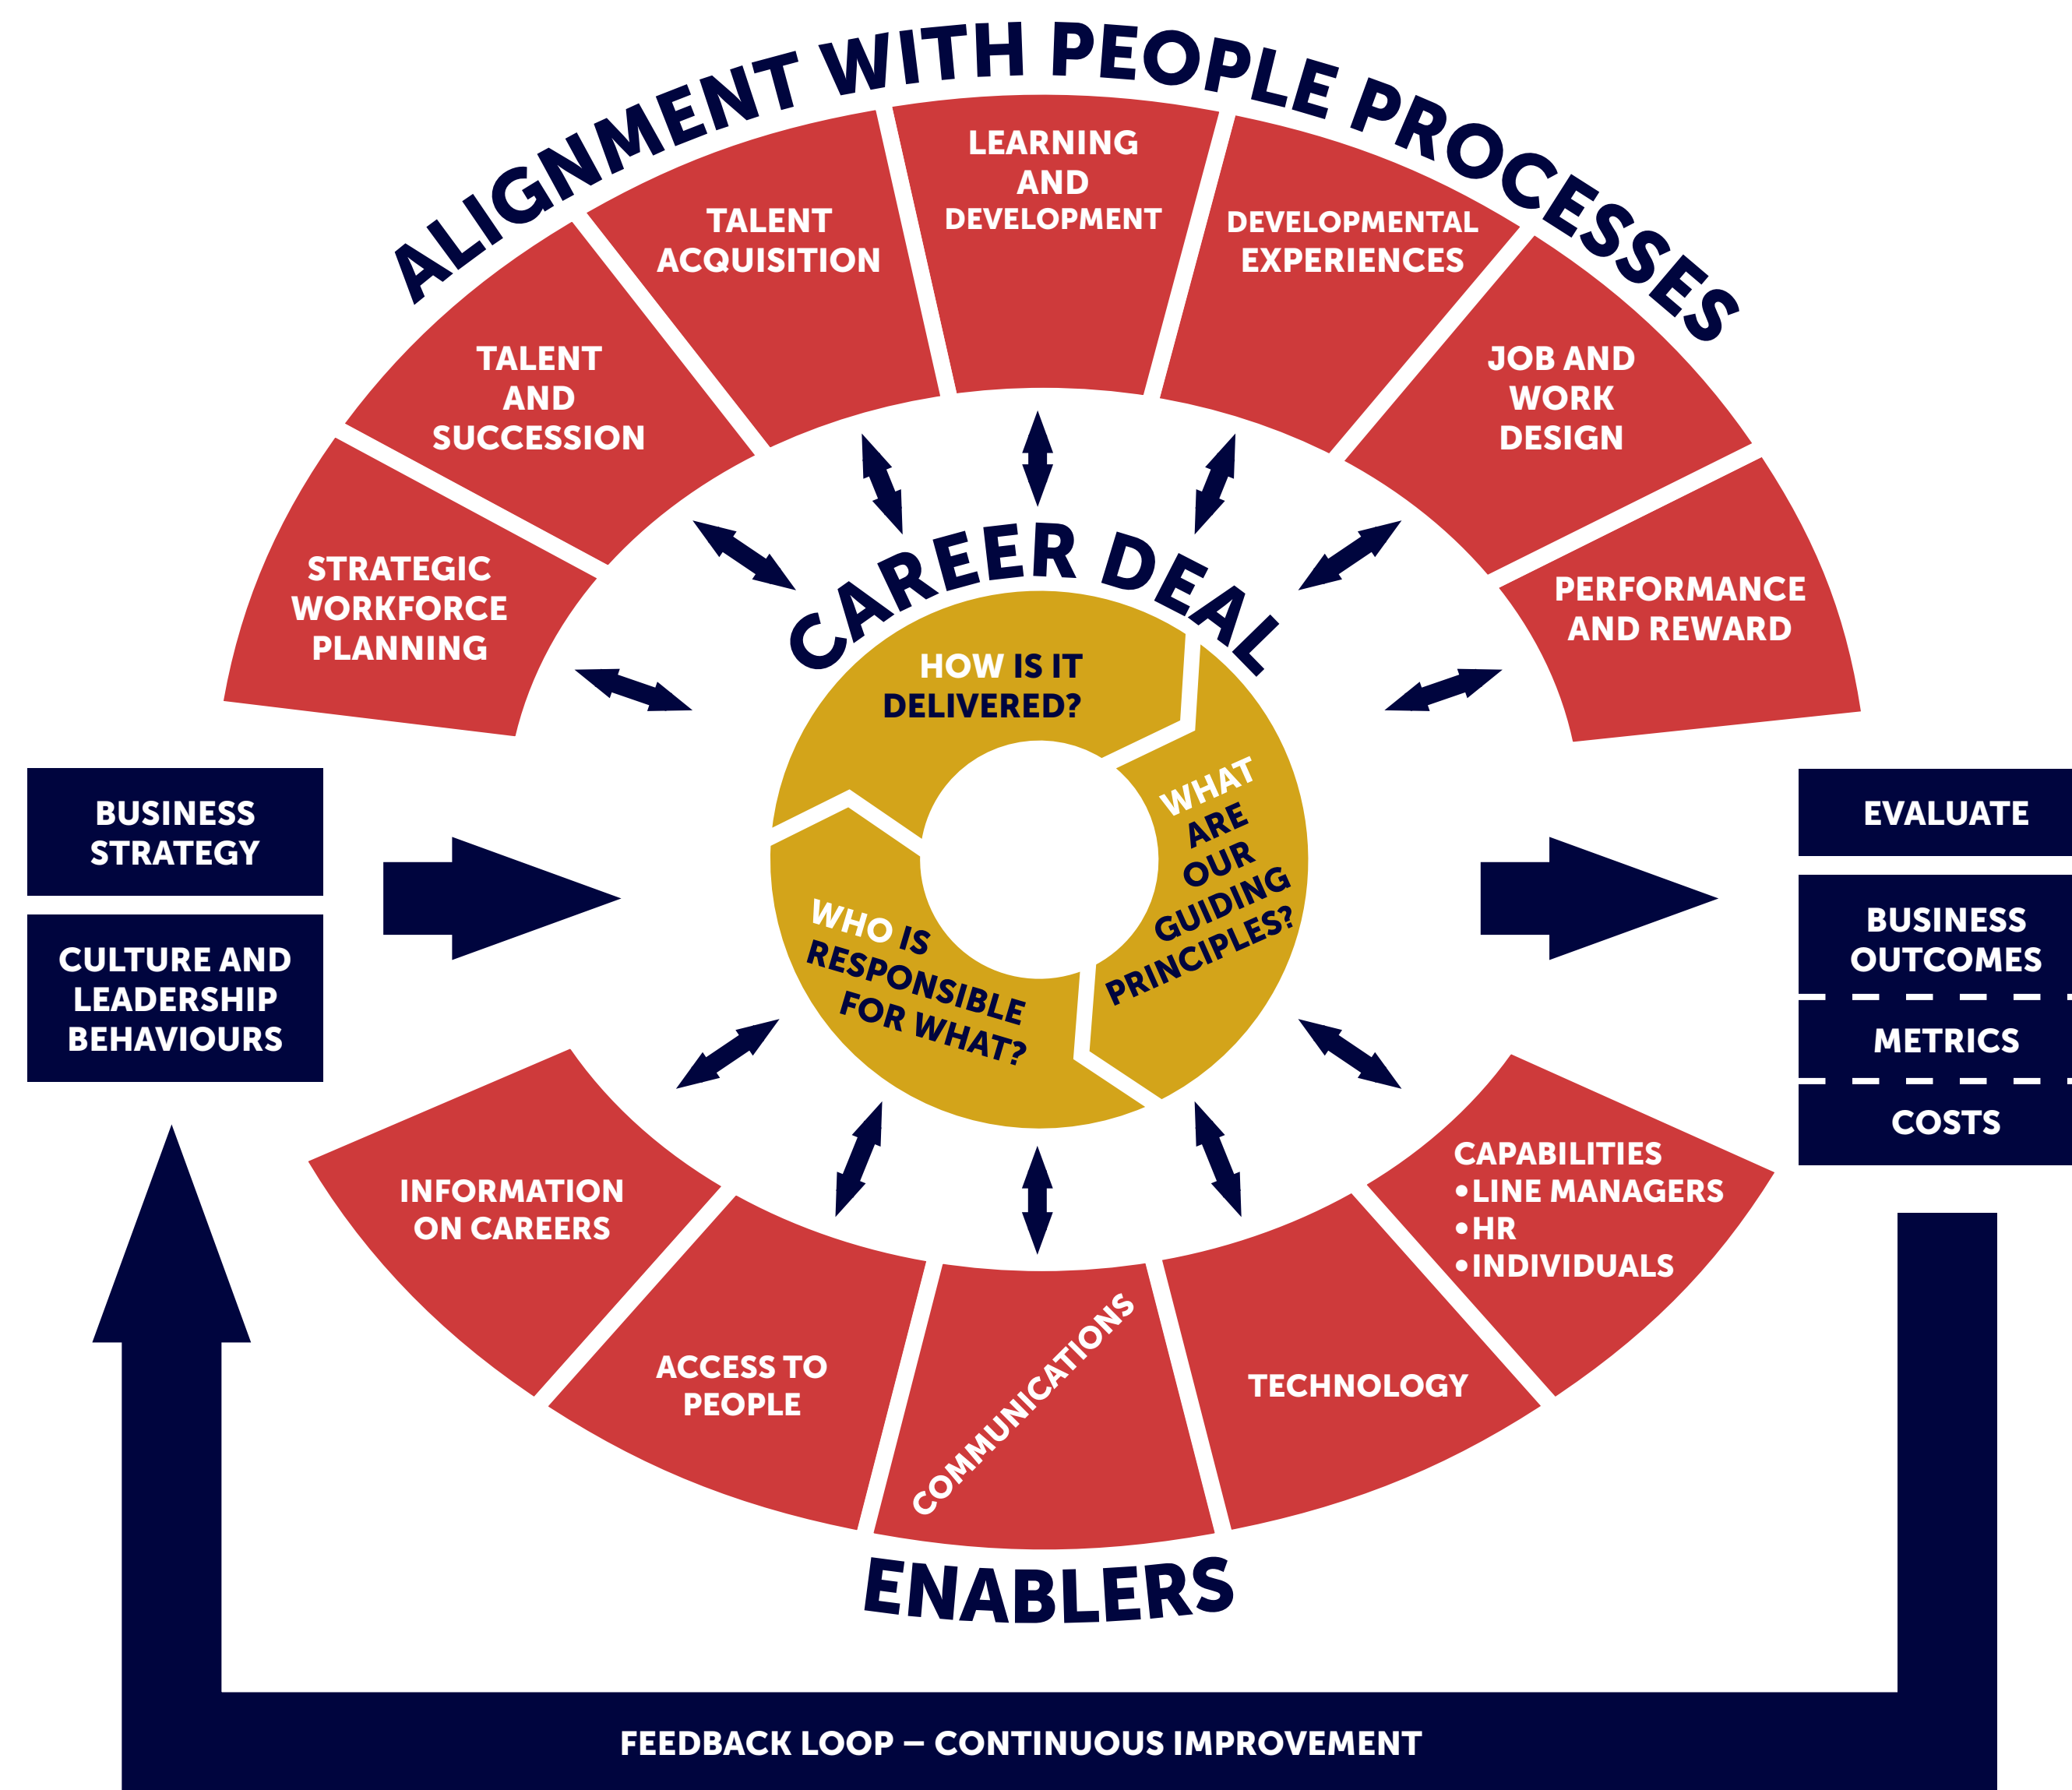 ALIGNMENT WITH PEOPLE PROCESSES
STRATEGIC
WORKFORCE
PLANNING
TALENT
AND
SUCCESSION
TALENT
ACQUISITION
LEARNING
AND
DEVELOPMENT
DEVELOPMENTAL
EXPERIENCES
JOB AND
WORK
DESIGN
PERFORMANCE
AND REWARD
CAREER DEAL
HOW IS IT
DELIVERED?
WHAT
ARE
OUR
GUIDING
PRINCIPLES?
WHO IS
RESPONSIBLE
FOR WHAT?
BUSINESS
STRATEGY
CULTURE AND
LEADERSHIP
BEHAVIOURS
EVALUATE
BUSINESS
OUTCOMES
METRICS
COSTS
INFORMATION
ON CAREERS
ACCESS TO
PEOPLE
COMMUNICATIONS
TECHNOLOGY
CAPABILITIES
•LINE MANAGERS
•HR
•INDIVIDUALS
ENABLERS
FEEDBACK LOOP – CONTINUOUS IMPROVEMENT